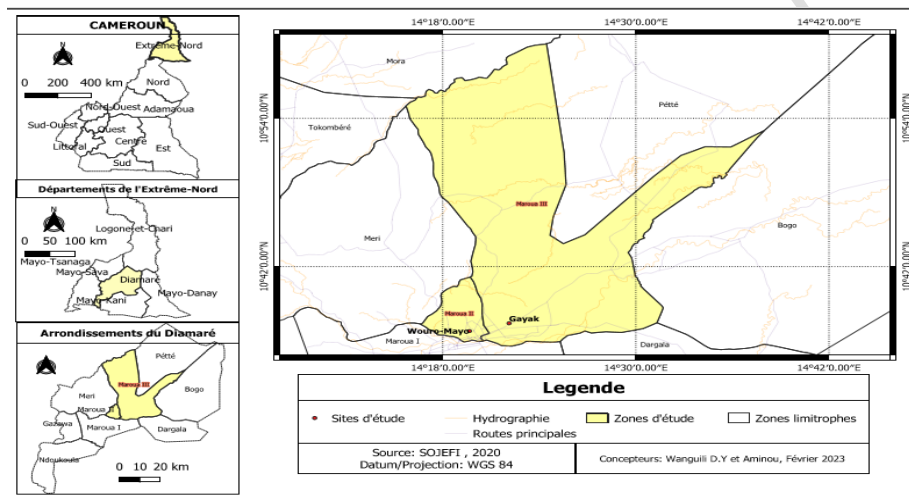 CAMEROUN
N
Extrême-Nord
0 200 400 km
Nord
Nord-Ouest
Adamaoua
Sud-Ouest
Ouest
Centre
Littoral
Est
Sud
Départements de l'Extrême-Nord
N
Logone-et-Chari
0 50 100 km
Mayo-Tsanaga
Mayo-Sava
Diamaré
Mayo-Kani
Mayo-Danay
Arrondissements du Diamaré
N
Pétté
Maroua III
Meri
Bogo
Maroua II
Gazawa
Maroua I
Dargala
Ndoukoula
0 10 20 km
14°18'0.00"E
14°30'0.00"E
14°42'0.00"E
Mora
Pétté
10°54'0.00"N
10°54'0.00"N
Tokombéré
Maroua III
Meri
Bogo
10°42'0.00"N
10°42'0.00"N
Maroua II
Gayak
Wouro-Mayo
Maroua I
Dargala
14°18'0.00"E
14°30'0.00"E
14°42'0.00"E
Legende
Sites d'étude
Hydrographie
Zones d'étude
Zones limitrophes
Routes principales
Source: SOJEFI , 2020
Datum/Projection: WGS 84
Concepteurs: Wanguili D.Y et Aminou, Février 2023